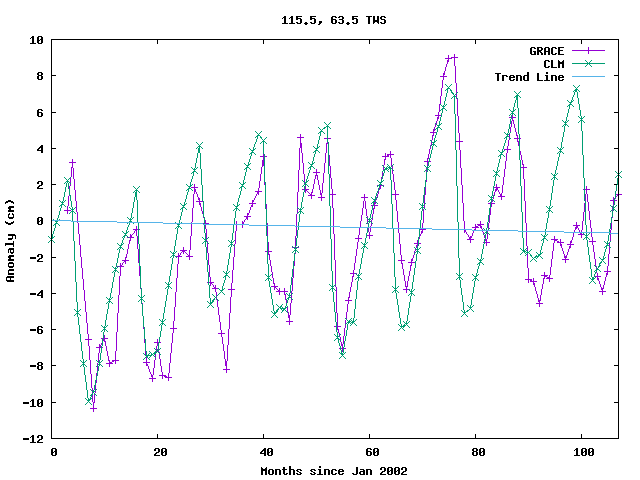 115.5, 63.5 TWS
GRACE
CLM
Trend Line
10
8
6
4
2
0
-2
-4
-6
-8
-10
-12
Anomaly (cm)
0 20 40 60 80 100
Months since Jan 2002